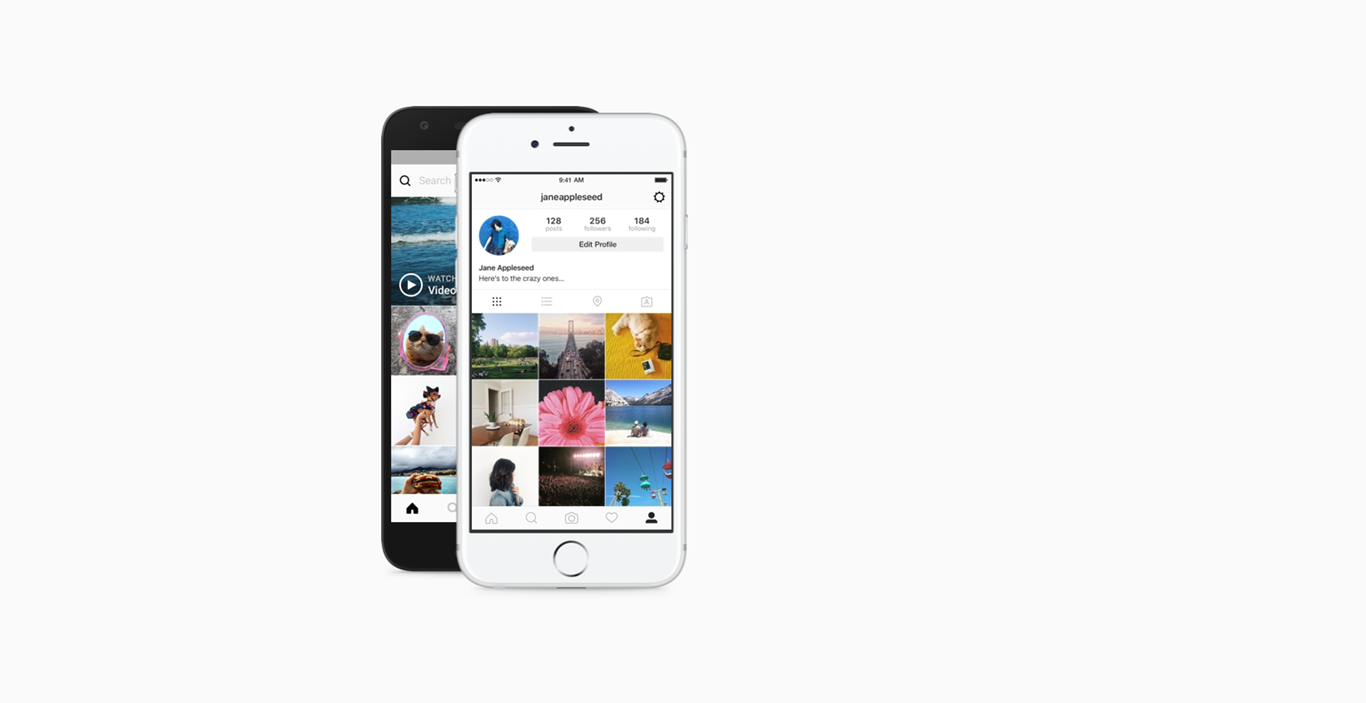 Search
WATCH
Video
9:41 AM
janeappleseed
128
posts
256
followers
184
following
Edit Profile
Jane Appleseed
Here's to the crazy ones...